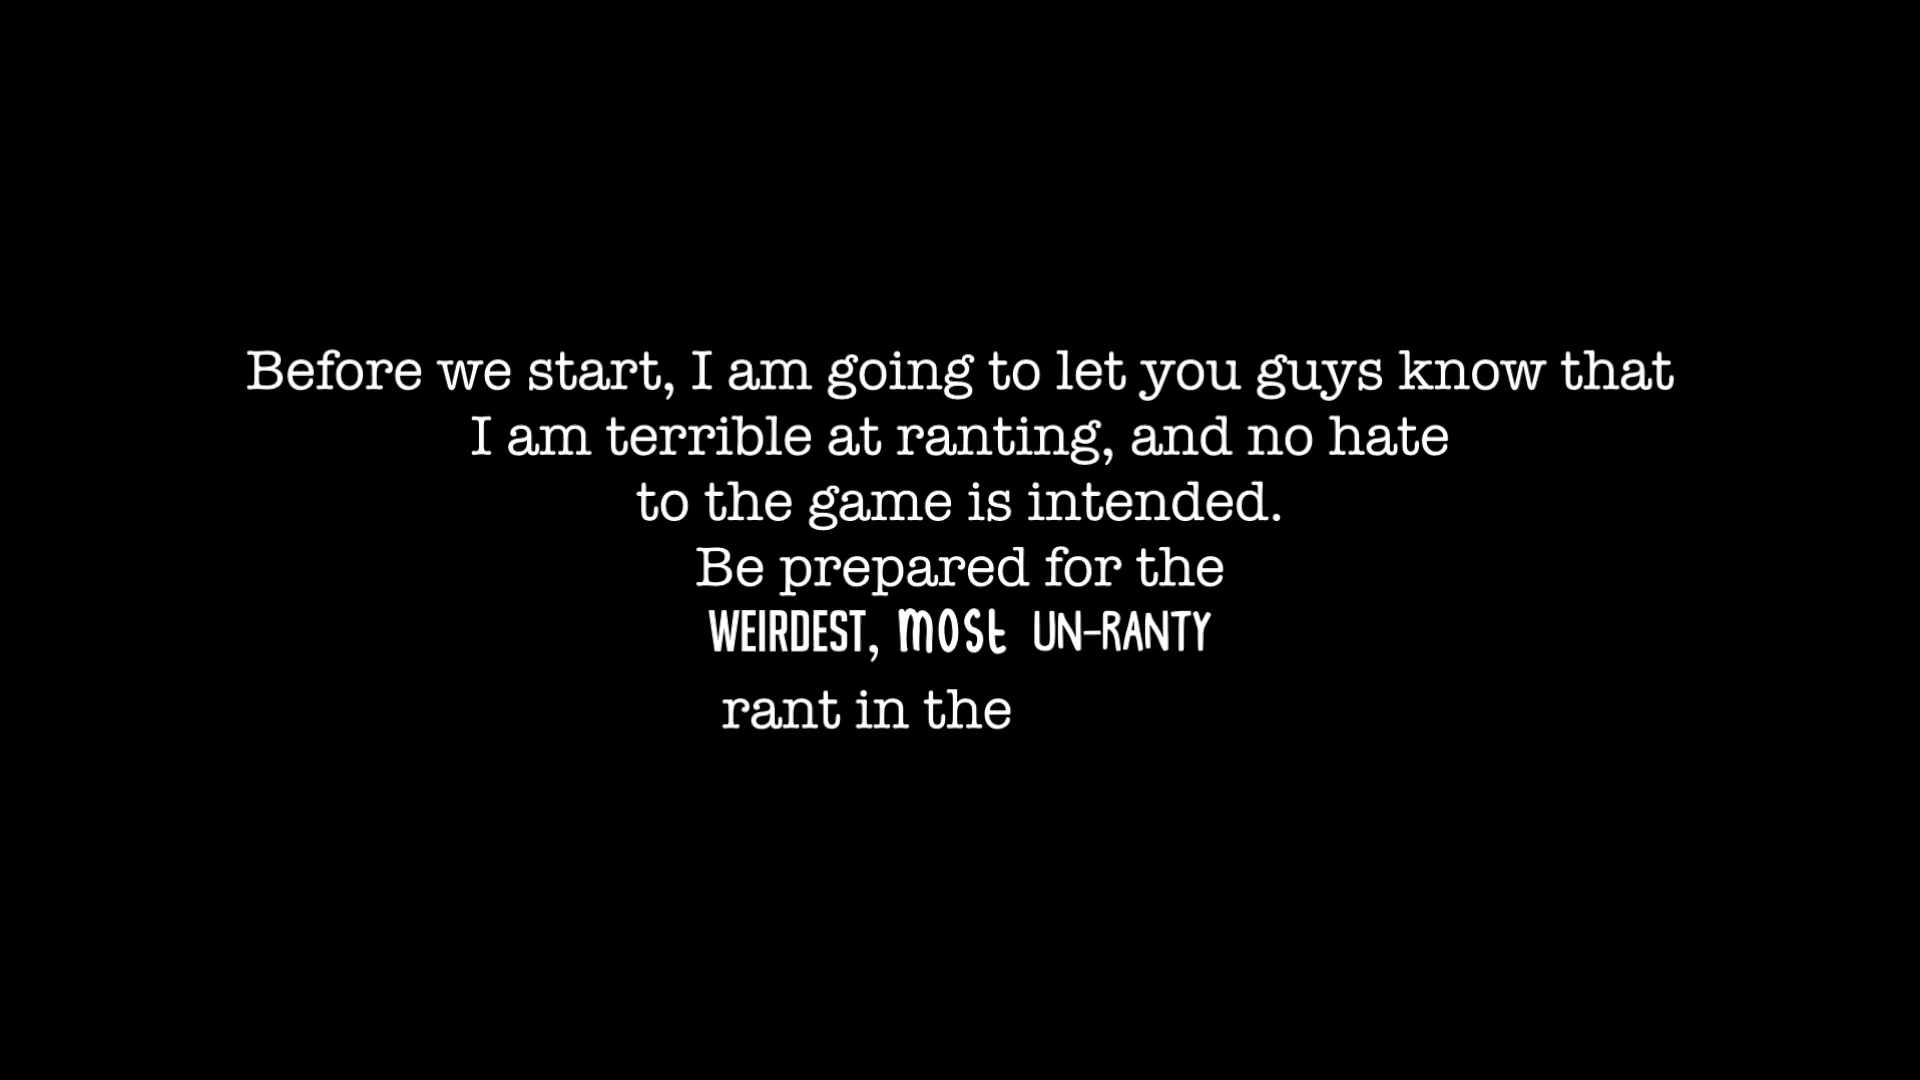 Before we start, I am going to let you guys know that
I am terrible at ranting, and no hate
to the game is intended.
Be prepared for the
WEIRDEST, most UN-RANTY
rant in the